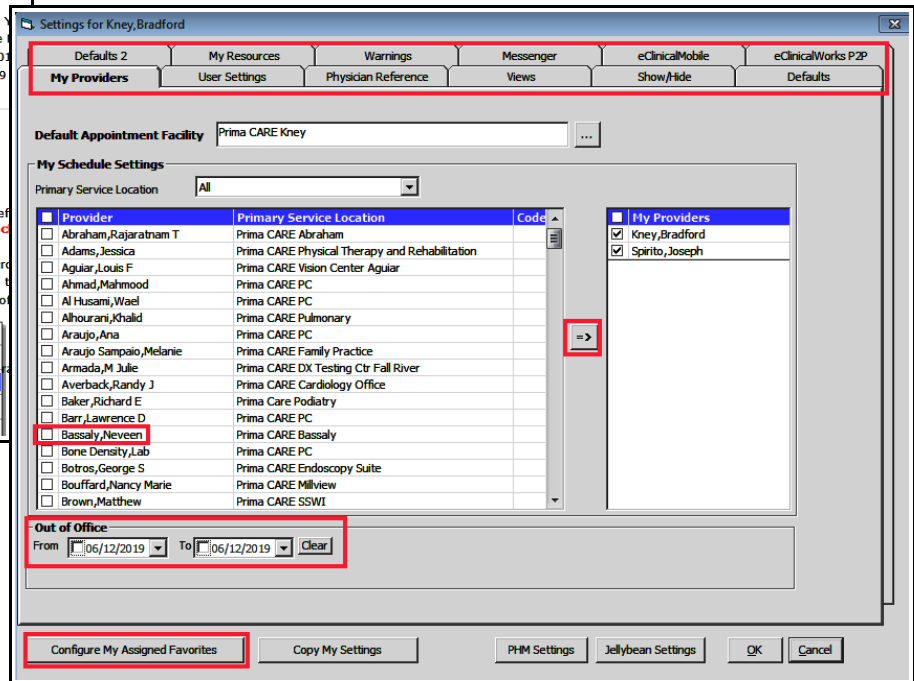 Settings for Kney,Bradford
Defaults 2 My Resources Warnings Messenger eClinicalMobile eClinicalWorks P2P
My Providers User Settings Physician Reference Views Show/Hide Defaults
Default Appointment Facility Prima CARE Kney ...
My Schedule Settings
Primary Service Location All
Provider Primary Service Location Code My Providers
Abraham,Rajaratnam T Prima CARE Abraham Kney,Bradford
Adams,Jessica Prima CARE Physical Therapy and Rehabilitation Spirito,Joseph
Aguiar,Louis F Prima CARE Vision Center Aguiar
Ahmad,Mahmood Prima CARE PC
Al Husami,Wael Prima CARE PC
Alhourani,Khalid Prima CARE Pulmonary
Araujo,Ana Prima CARE PC
=>
Araujo Sampaio,Melanie Prima CARE Family Practice
Armada,M Julie Prima CARE DX Testing Ctr Fall River
Averback,Randy J Prima CARE Cardiology Office
Baker,Richard E Prima Care Podiatry
Barr,Lawrence D Prima CARE PC
Bassaly,Neveen Prima CARE Bassaly
Bone Density,Lab Prima CARE PC
Botros,George S Prima CARE Endoscopy Suite
Bouffard,Nancy Marie Prima CARE Millview
Brown,Matthew Prima CARE SSWI
Out of Office
From 06/12/2019 To 06/12/2019 Clear
Configure My Assigned Favorites Copy My Settings PHM Settings Jellybean Settings OK Cancel